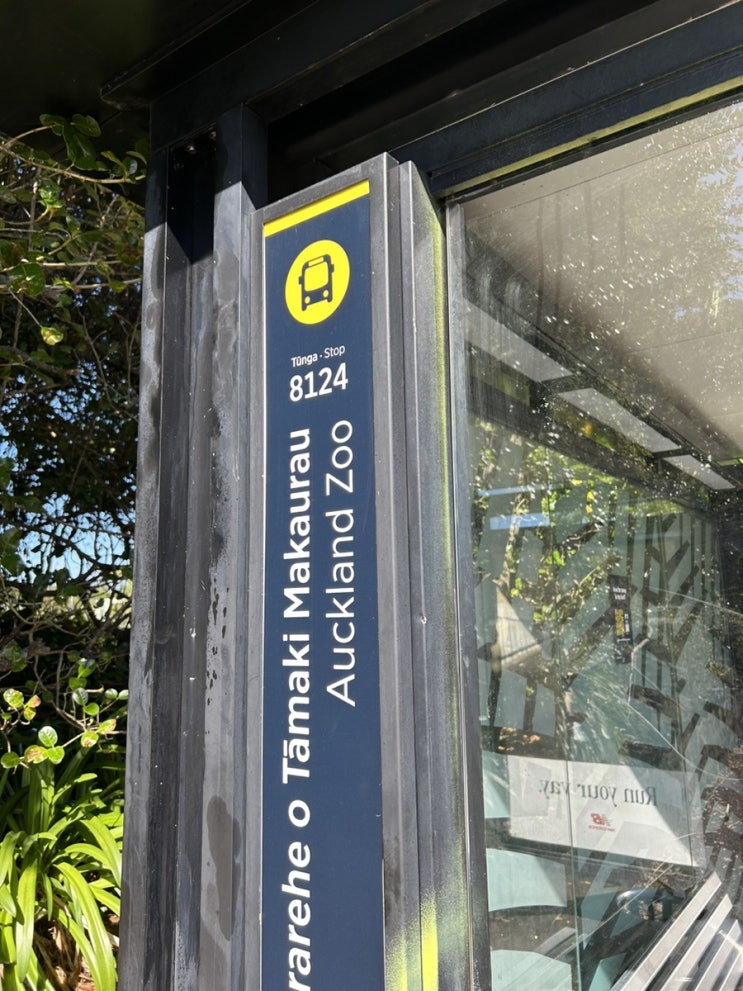 Tūnga · Stop
8124
rarehe o Tāmaki Makaurau
Auckland Zoo
Run your way.